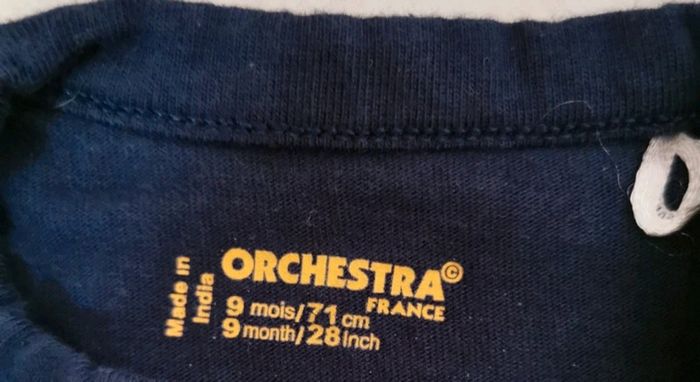 Made in
India
ORCHESTRA©
FRANCE
9 mois/71 cm
9 month/28 Inch